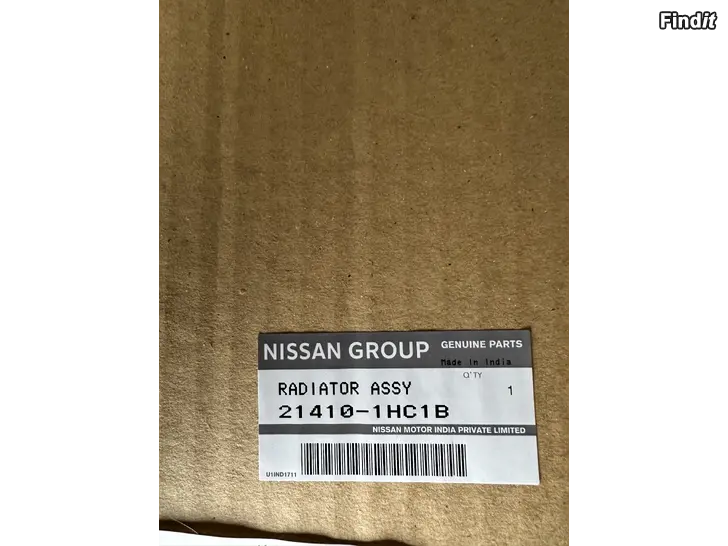 Findit
NISSAN GROUP GENUINE PARTS
Made in India
Q'TY
RADIATOR ASSY 1
21410-1HC1B
NISSAN MOTOR INDIA PRIVATE LIMITED
U1IND1711